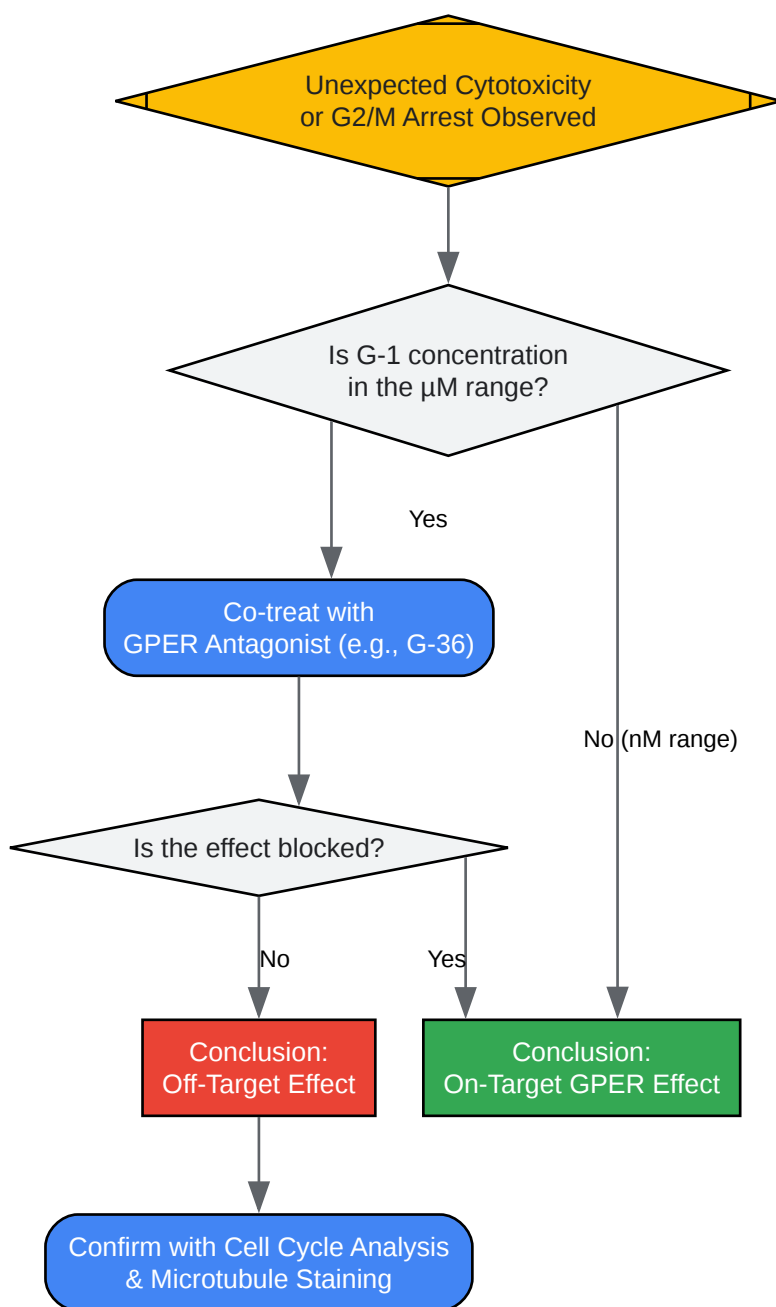 Unexpected Cytotoxicity
or G2/M Arrest Observed
Is G-1 concentration
in the µM range?
Yes
Co-treat with
GPER Antagonist (e.g., G-36)
No (nM range)
Is the effect blocked?
No
Yes
Conclusion:
Off-Target Effect
Conclusion:
On-Target GPER Effect
Confirm with Cell Cycle Analysis
& Microtubule Staining